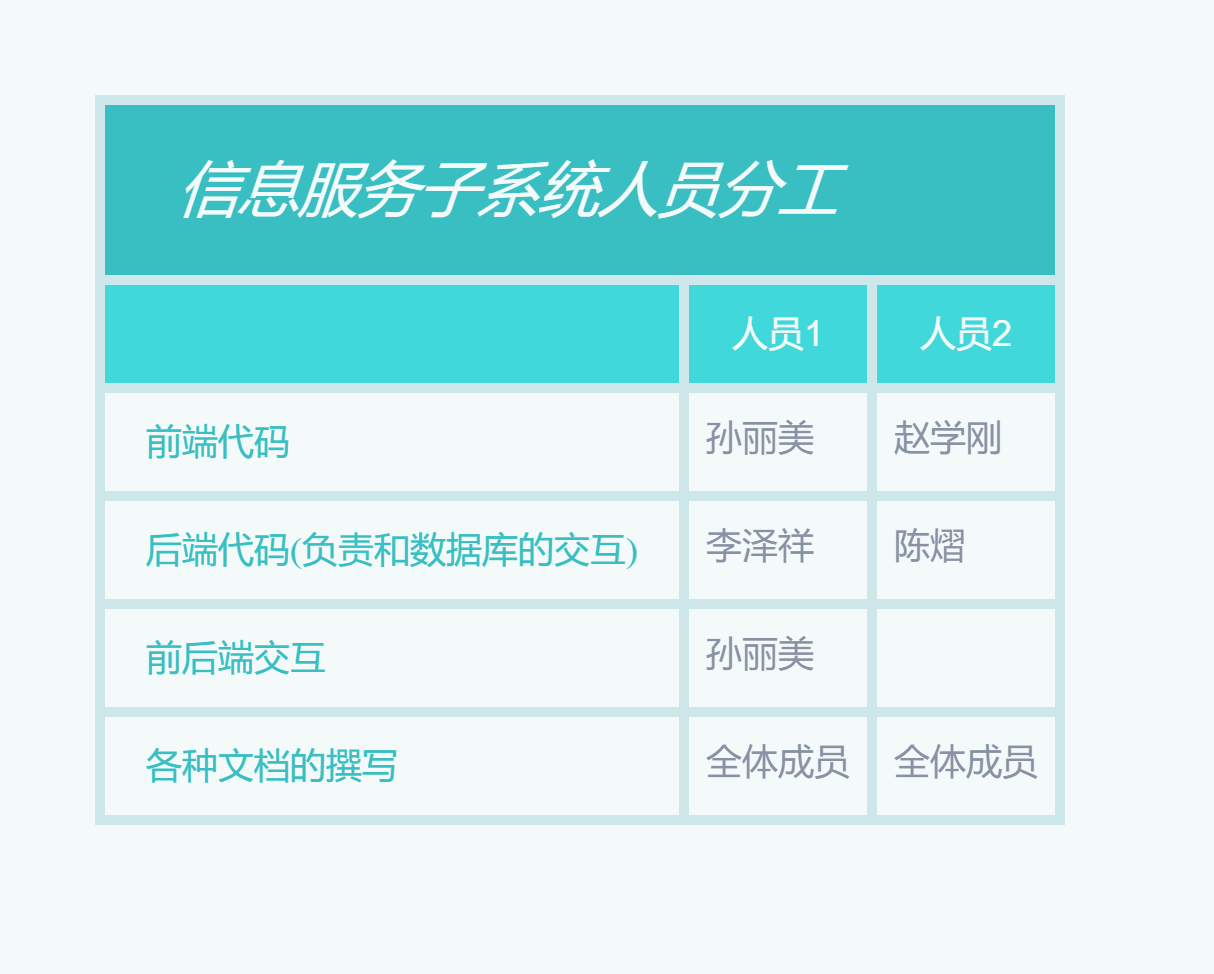 信息服务子系统人员分工
人员1 人员2
前端代码 孙丽美 赵学刚
后端代码(负责和数据库的交互) 李泽祥 陈熠
前后端交互 孙丽美
各种文档的撰写 全体成员 全体成员